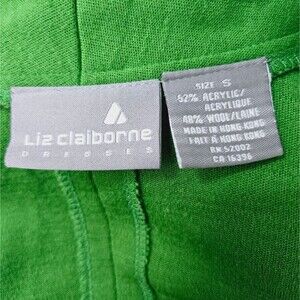 Liz claiborne
DRESSES
SIZE S
52% ACRYLIC/
ACRYLIQUE
48% WOOL/LAINE
MADE IN HONG KONG
FAIT À HONG KONG
RN 52002
CA 16396